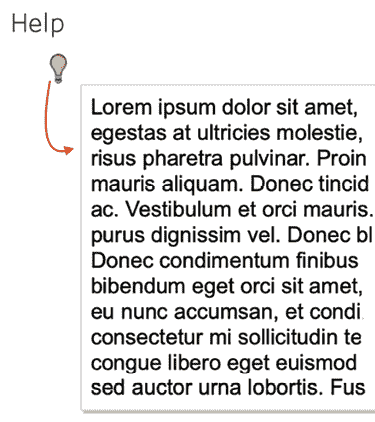 Help
Lorem ipsum dolor sit amet,
egestas at ultricies molestie,
risus pharetra pulvinar. Proin
mauris aliquam. Donec tincid
ac. Vestibulum et orci mauris.
purus dignissim vel. Donec bl
Donec condimentum finibus
bibendum eget orci sit amet,
eu nunc accumsan, et condi
consectetur mi sollicitudin te
congue libero eget euismod
sed auctor urna lobortis. Fus